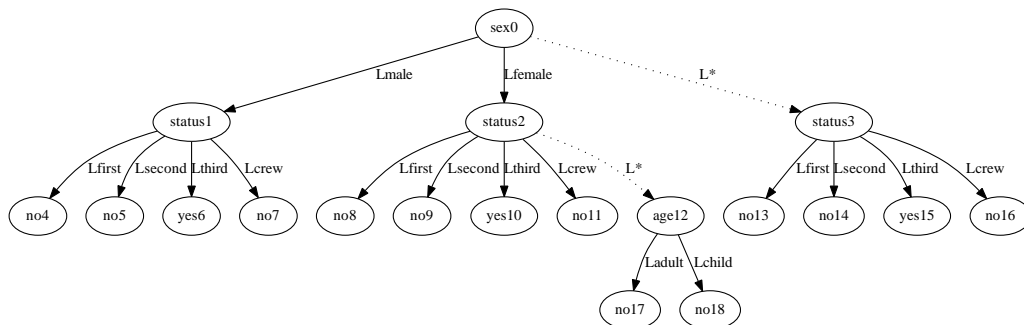 sex0
Lmale
Lfemale
L*
status1
status2
status3
Lfirst
Lsecond
Lthird
Lcrew
Lfirst
Lsecond
Lthird
Lcrew
L*
Lfirst
Lsecond
Lthird
Lcrew
no4
no5
yes6
no7
no8
no9
yes10
no11
age12
no13
no14
yes15
no16
Ladult
Lchild
no17
no18